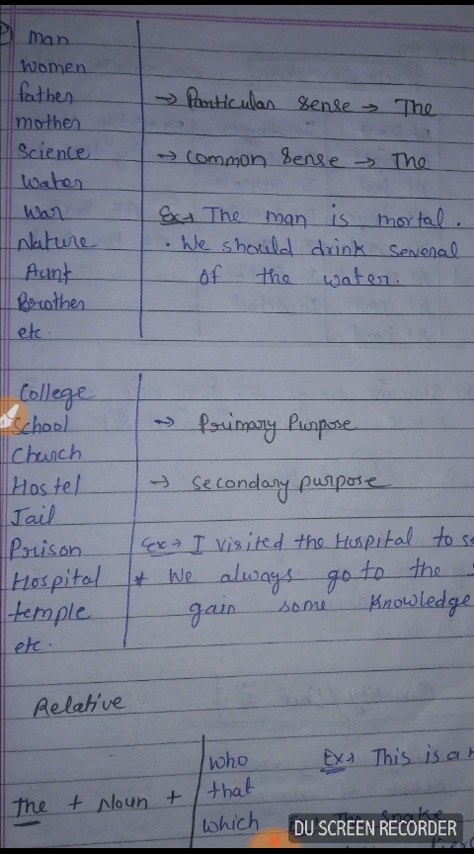 man
women
father → Particular sense → The
mother
Science → common sense → The
water
war Ex→ The man is mortal.
Nature • We should drink several
Aunt of the water.
Brother
etc.
College
School → Primary Purpose
Church
Hostel → Secondary purpose
Jail
Prison Ex→ I visited the Hospital to
Hospital * We always go to the
temple gain some knowledge
etc.
Relative
who Ex→ This is a
the + Noun + that
which The Snake
DU SCREEN RECORDER